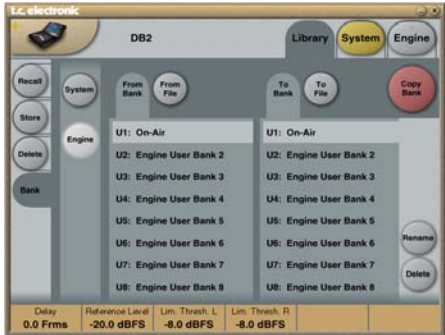 t.c. electronic
DB2
Library
System
Engine
Recall
Store
Delete
Bank
System
Engine
From Bank
From File
To Bank
To File
Copy Bank
U1: On-Air
U2: Engine User Bank 2
U3: Engine User Bank 3
U4: Engine User Bank 4
U5: Engine User Bank 5
U6: Engine User Bank 6
U7: Engine User Bank 7
U8: Engine User Bank 8
U1: On-Air
U2: Engine User Bank 2
U3: Engine User Bank 3
U4: Engine User Bank 4
U5: Engine User Bank 5
U6: Engine User Bank 6
U7: Engine User Bank 7
U8: Engine User Bank 8
Rename
Delete
Delay
Reference Level
Lim. Thresh. L
Lim. Thresh. R
0.0 Frms
-20.0 dBFS
-8.0 dBFS
-8.0 dBFS